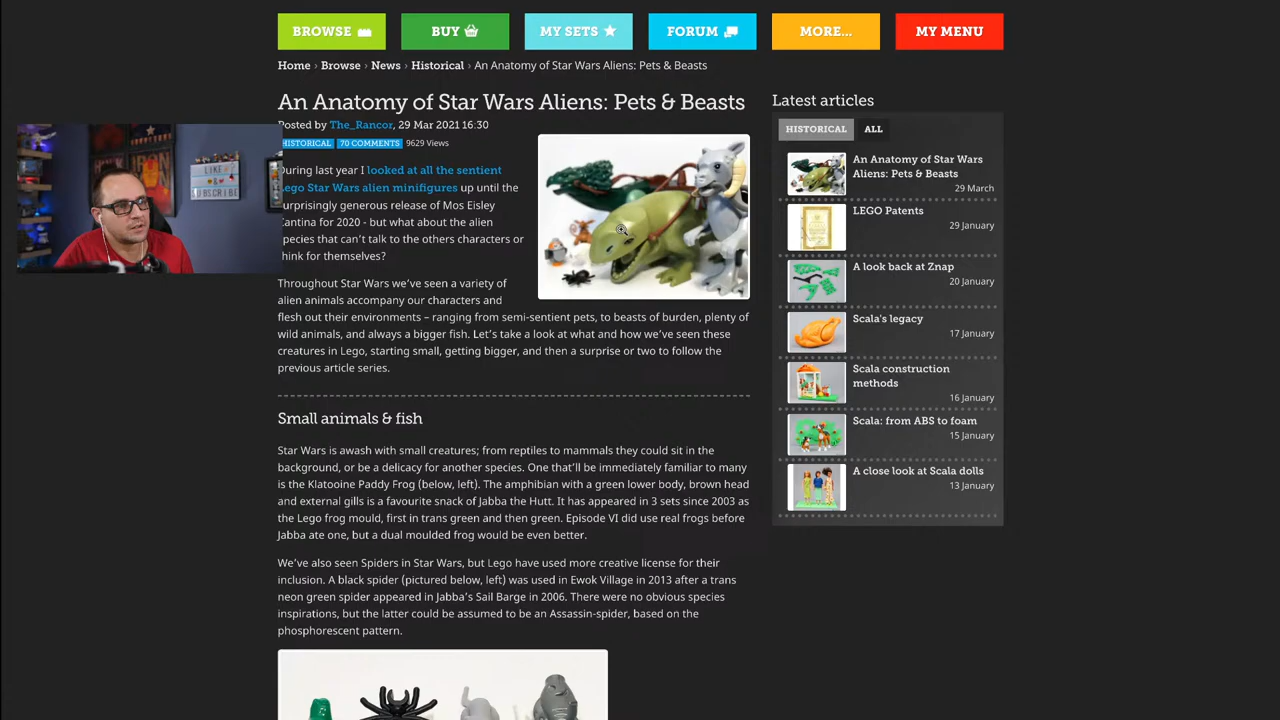 BROWSE
BUY
MY SETS
FORUM
MORE...
MY MENU
Home › Browse › News › Historical › An Anatomy of Star Wars Aliens: Pets & Beasts
An Anatomy of Star Wars Aliens: Pets & Beasts
Posted by The_Rancor, 29 Mar 2021 16:30
HISTORICAL 70 COMMENTS 9629 Views
During last year I looked at all the sentient
Lego Star Wars alien minifigures up until the
surprisingly generous release of Mos Eisley
Cantina for 2020 - but what about the alien
species that can't talk to the others characters or
think for themselves?
Throughout Star Wars we've seen a variety of
alien animals accompany our characters and
flesh out their environments – ranging from semi-sentient pets, to beasts of burden, plenty of
wild animals, and always a bigger fish. Let's take a look at what and how we've seen these
creatures in Lego, starting small, getting bigger, and then a surprise or two to follow the
previous article series.
Small animals & fish
Star Wars is awash with small creatures; from reptiles to mammals they could sit in the
background, or be a delicacy for another species. One that'll be immediately familiar to many
is the Klatooine Paddy Frog (below, left). The amphibian with a green lower body, brown head
and external gills is a favourite snack of Jabba the Hutt. It has appeared in 3 sets since 2003 as
the Lego frog mould, first in trans green and then green. Episode VI did use real frogs before
Jabba ate one, but a dual moulded frog would be even better.
We've also seen Spiders in Star Wars, but Lego have used more creative license for their
inclusion. A black spider (pictured below, left) was used in Ewok Village in 2013 after a trans
neon green spider appeared in Jabba's Sail Barge in 2006. There were no obvious species
inspirations, but the latter could be assumed to be an Assassin-spider, based on the
phosphorescent pattern.
Latest articles
HISTORICAL ALL
An Anatomy of Star Wars
Aliens: Pets & Beasts
29 March
LEGO Patents
29 January
A look back at Znap
20 January
Scala's legacy
17 January
Scala construction
methods
16 January
Scala: from ABS to foam
15 January
A close look at Scala dolls
13 January
LIKE
SUBSCRIBE